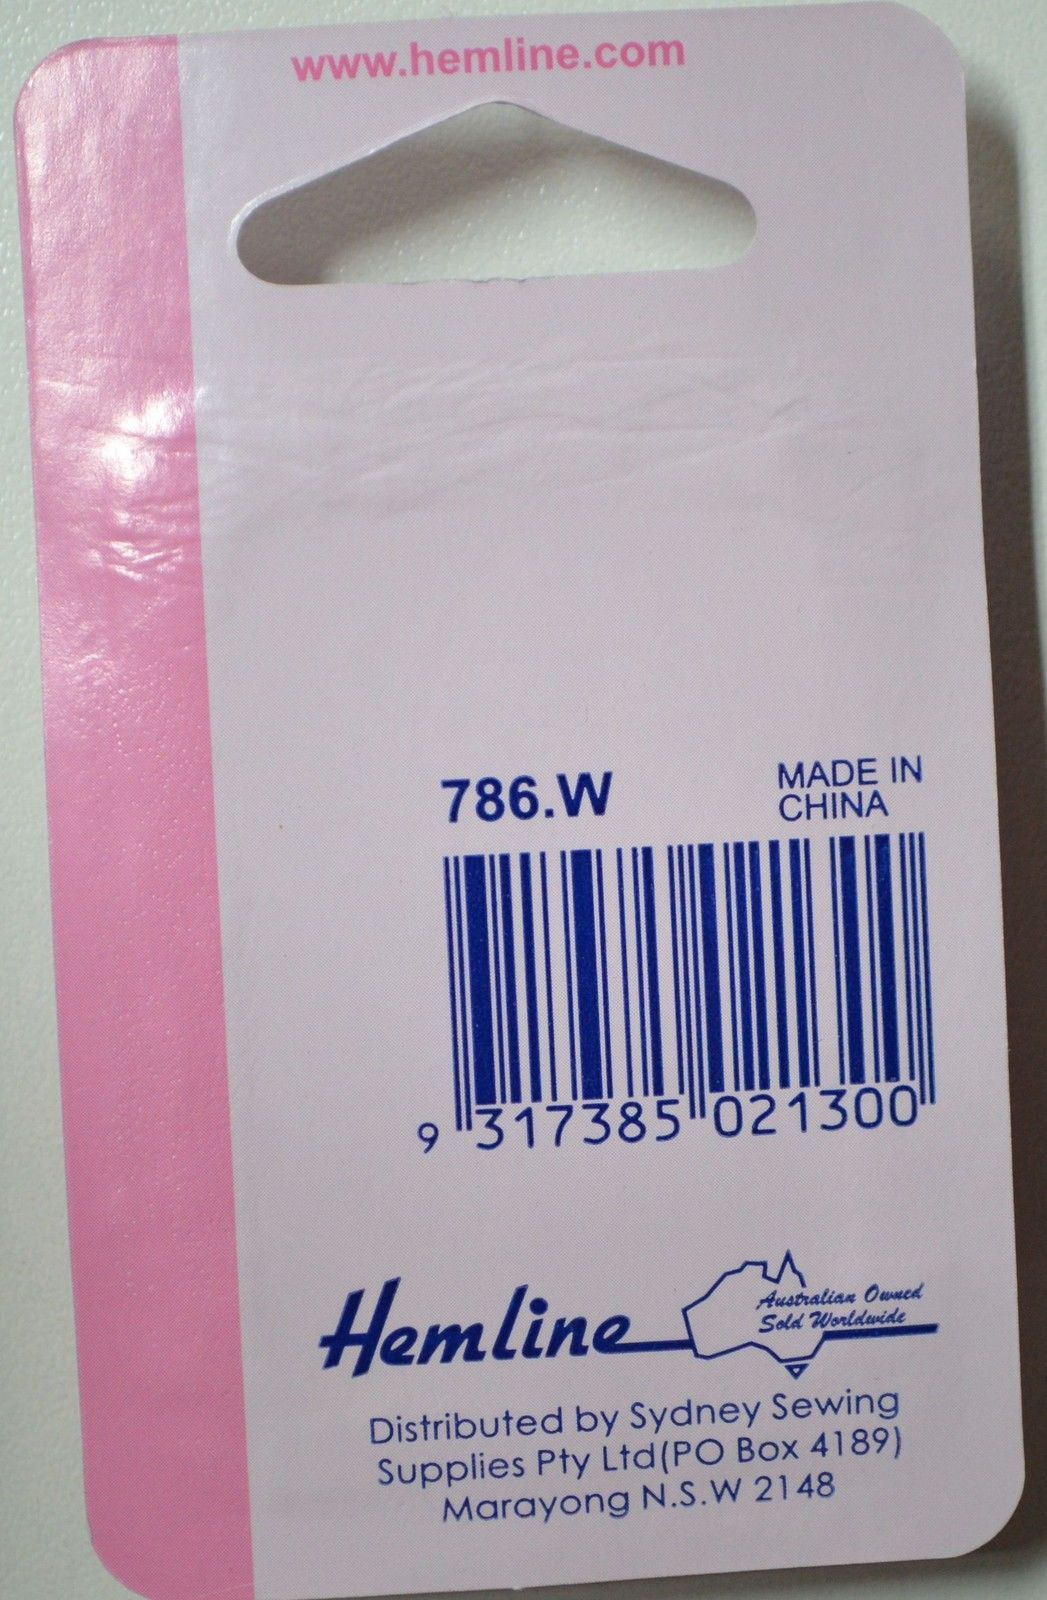 www.hemline.com
786.W
MADE IN
CHINA
9 317385 021300
Hemline
Australian Owned
Sold Worldwide
Distributed by Sydney Sewing
Supplies Pty Ltd(PO Box 4189)
Marayong N.S.W 2148